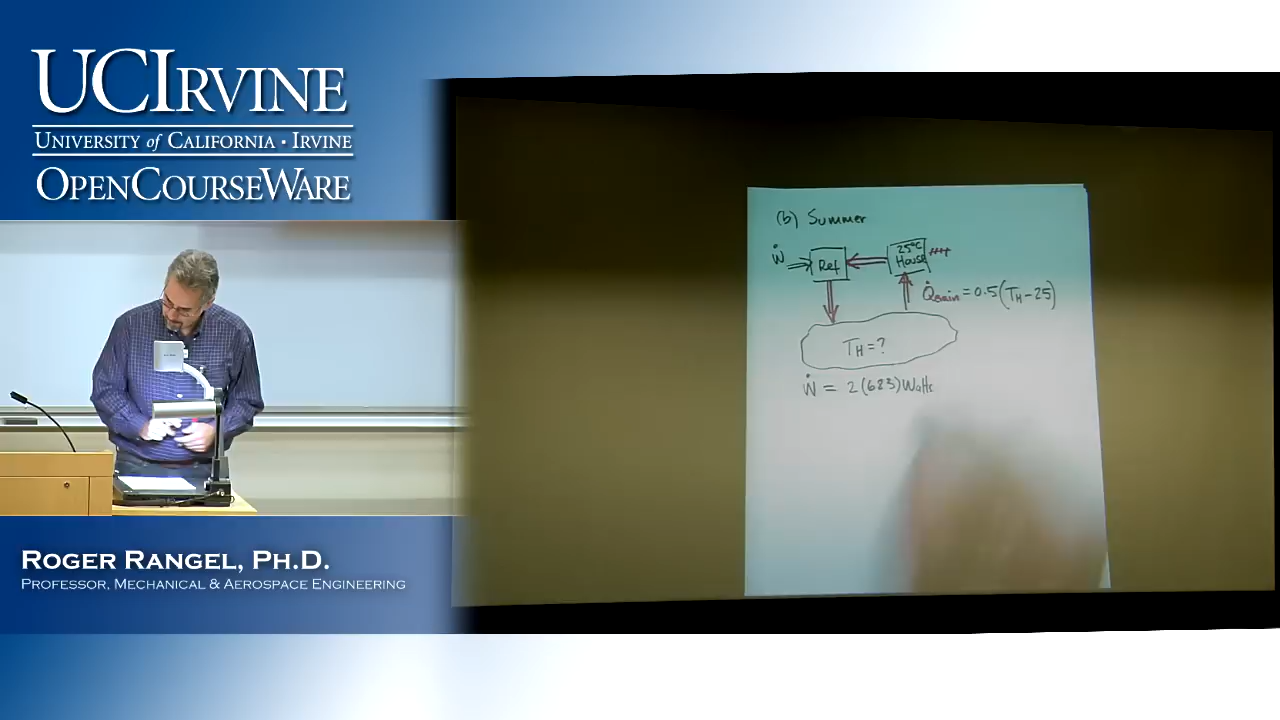 UCIRVINE
UNIVERSITY of CALIFORNIA · IRVINE
OPENCOURSEWARE
ROGER RANGEL, PH.D.
PROFESSOR, MECHANICAL & AEROSPACE ENGINEERING
(b) Summer
Ẇ
Ref
25°C
House
Q̇gain = 0.5(TH-25)
TH=?
Ẇ = 2(683)Watts